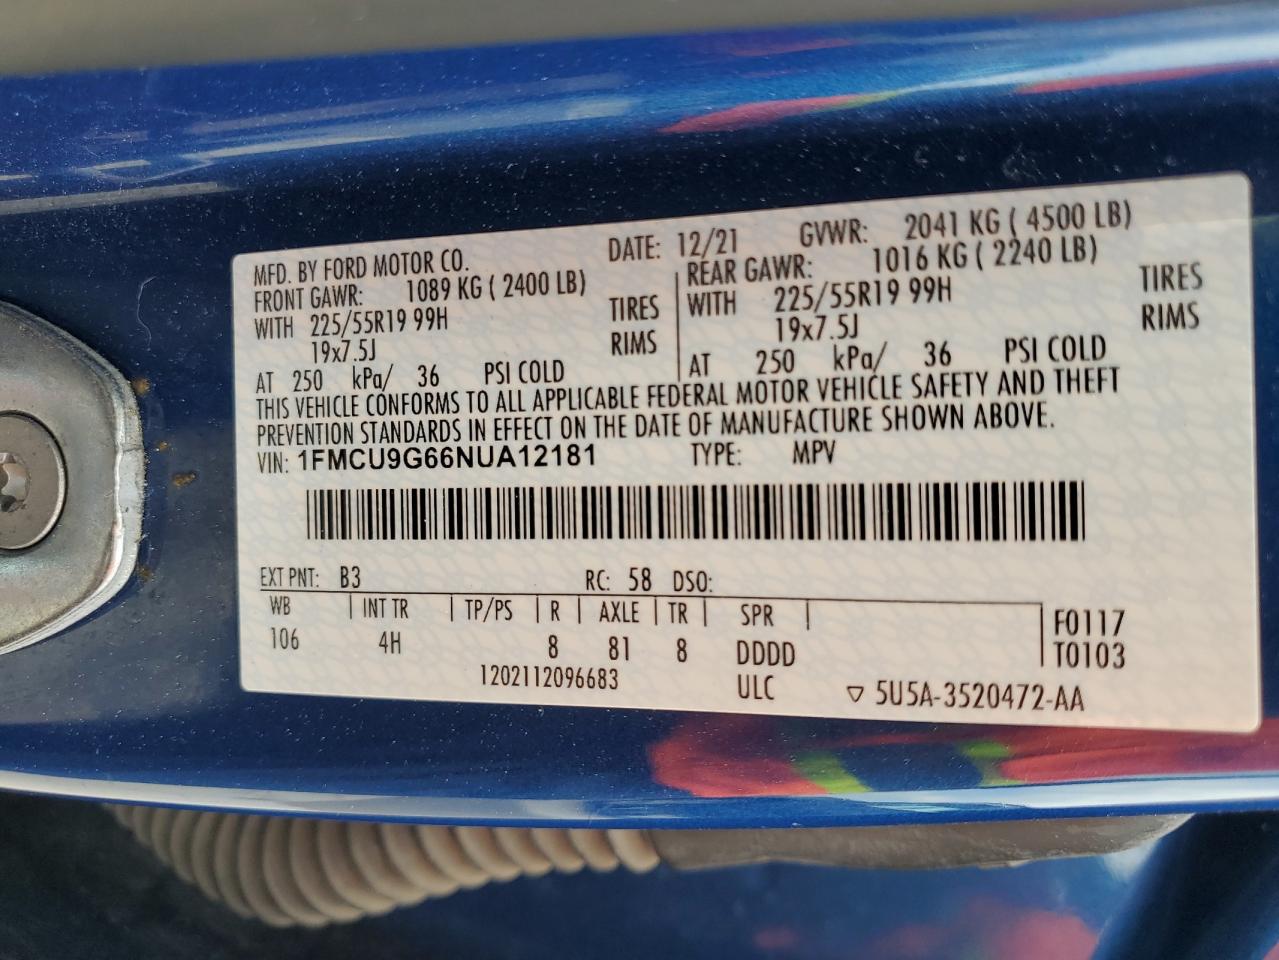 MFD. BY FORD MOTOR CO. DATE: 12/21 GVWR: 2041 KG ( 4500 LB)
FRONT GAWR: 1089 KG ( 2400 LB) REAR GAWR: 1016 KG ( 2240 LB)
WITH 225/55R19 99H TIRES WITH 225/55R19 99H TIRES
19x7.5J RIMS 19x7.5J RIMS
AT 250 kPa/ 36 PSI COLD AT 250 kPa/ 36 PSI COLD
THIS VEHICLE CONFORMS TO ALL APPLICABLE FEDERAL MOTOR VEHICLE SAFETY AND THEFT
PREVENTION STANDARDS IN EFFECT ON THE DATE OF MANUFACTURE SHOWN ABOVE.
VIN: 1FMCU9G66NUA12181 TYPE: MPV
EXT PNT: B3 RC: 58 DSO:
WB INT TR TP/PS R AXLE TR SPR F0117
106 4H 8 81 8 DDDD T0103
1202112096683 ULC ▽ 5U5A-3520472-AA